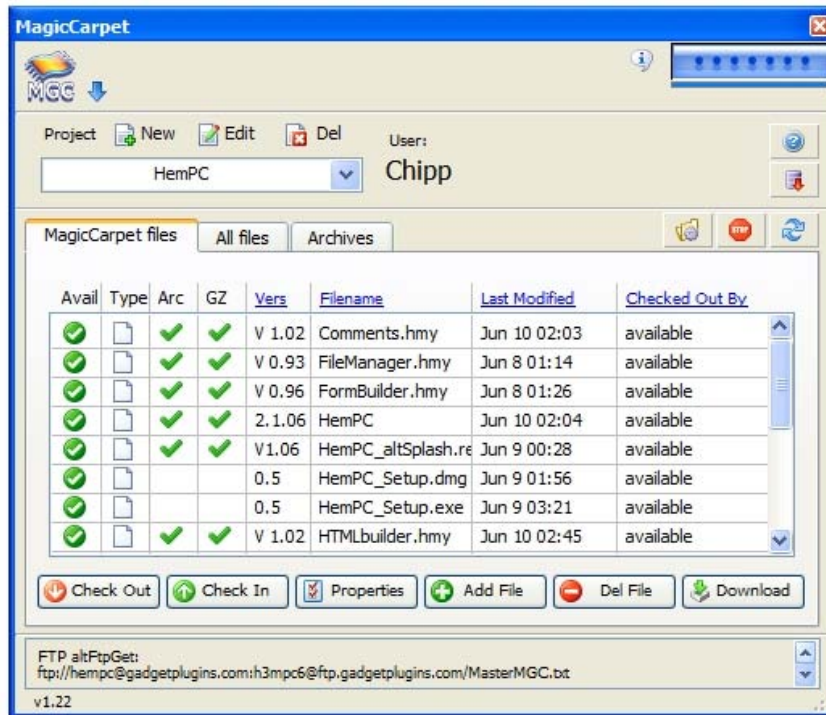 MagicCarpet
MGC
Project New Edit Del User:
HemPC Chipp
MagicCarpet files All files Archives STOP
Avail Type Arc GZ Vers Filename Last Modified Checked Out By
V 1.02 Comments.hmy Jun 10 02:03 available
V 0.93 FileManager.hmy Jun 8 01:14 available
V 0.96 FormBuilder.hmy Jun 8 01:26 available
2.1.06 HemPC Jun 10 02:04 available
V1.06 HemPC_altSplash.re Jun 9 00:28 available
0.5 HemPC_Setup.dmg Jun 9 01:56 available
0.5 HemPC_Setup.exe Jun 9 03:21 available
V 1.02 HTMLbuilder.hmy Jun 10 02:45 available
Check Out Check In Properties Add File Del File Download
FTP altFtpGet:
ftp://hempc@gadgetplugins.com:h3mpc6@ftp.gadgetplugins.com/MasterMGC.txt
v1.22